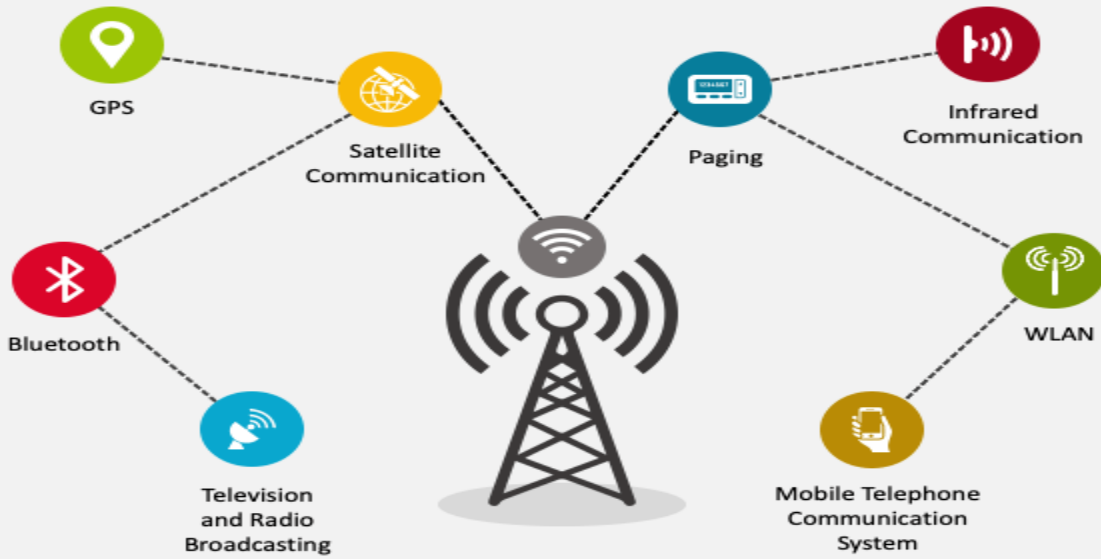 GPS
Satellite
Communication
Paging
Infrared
Communication
Bluetooth
WLAN
Television
and Radio
Broadcasting
Mobile Telephone
Communication
System